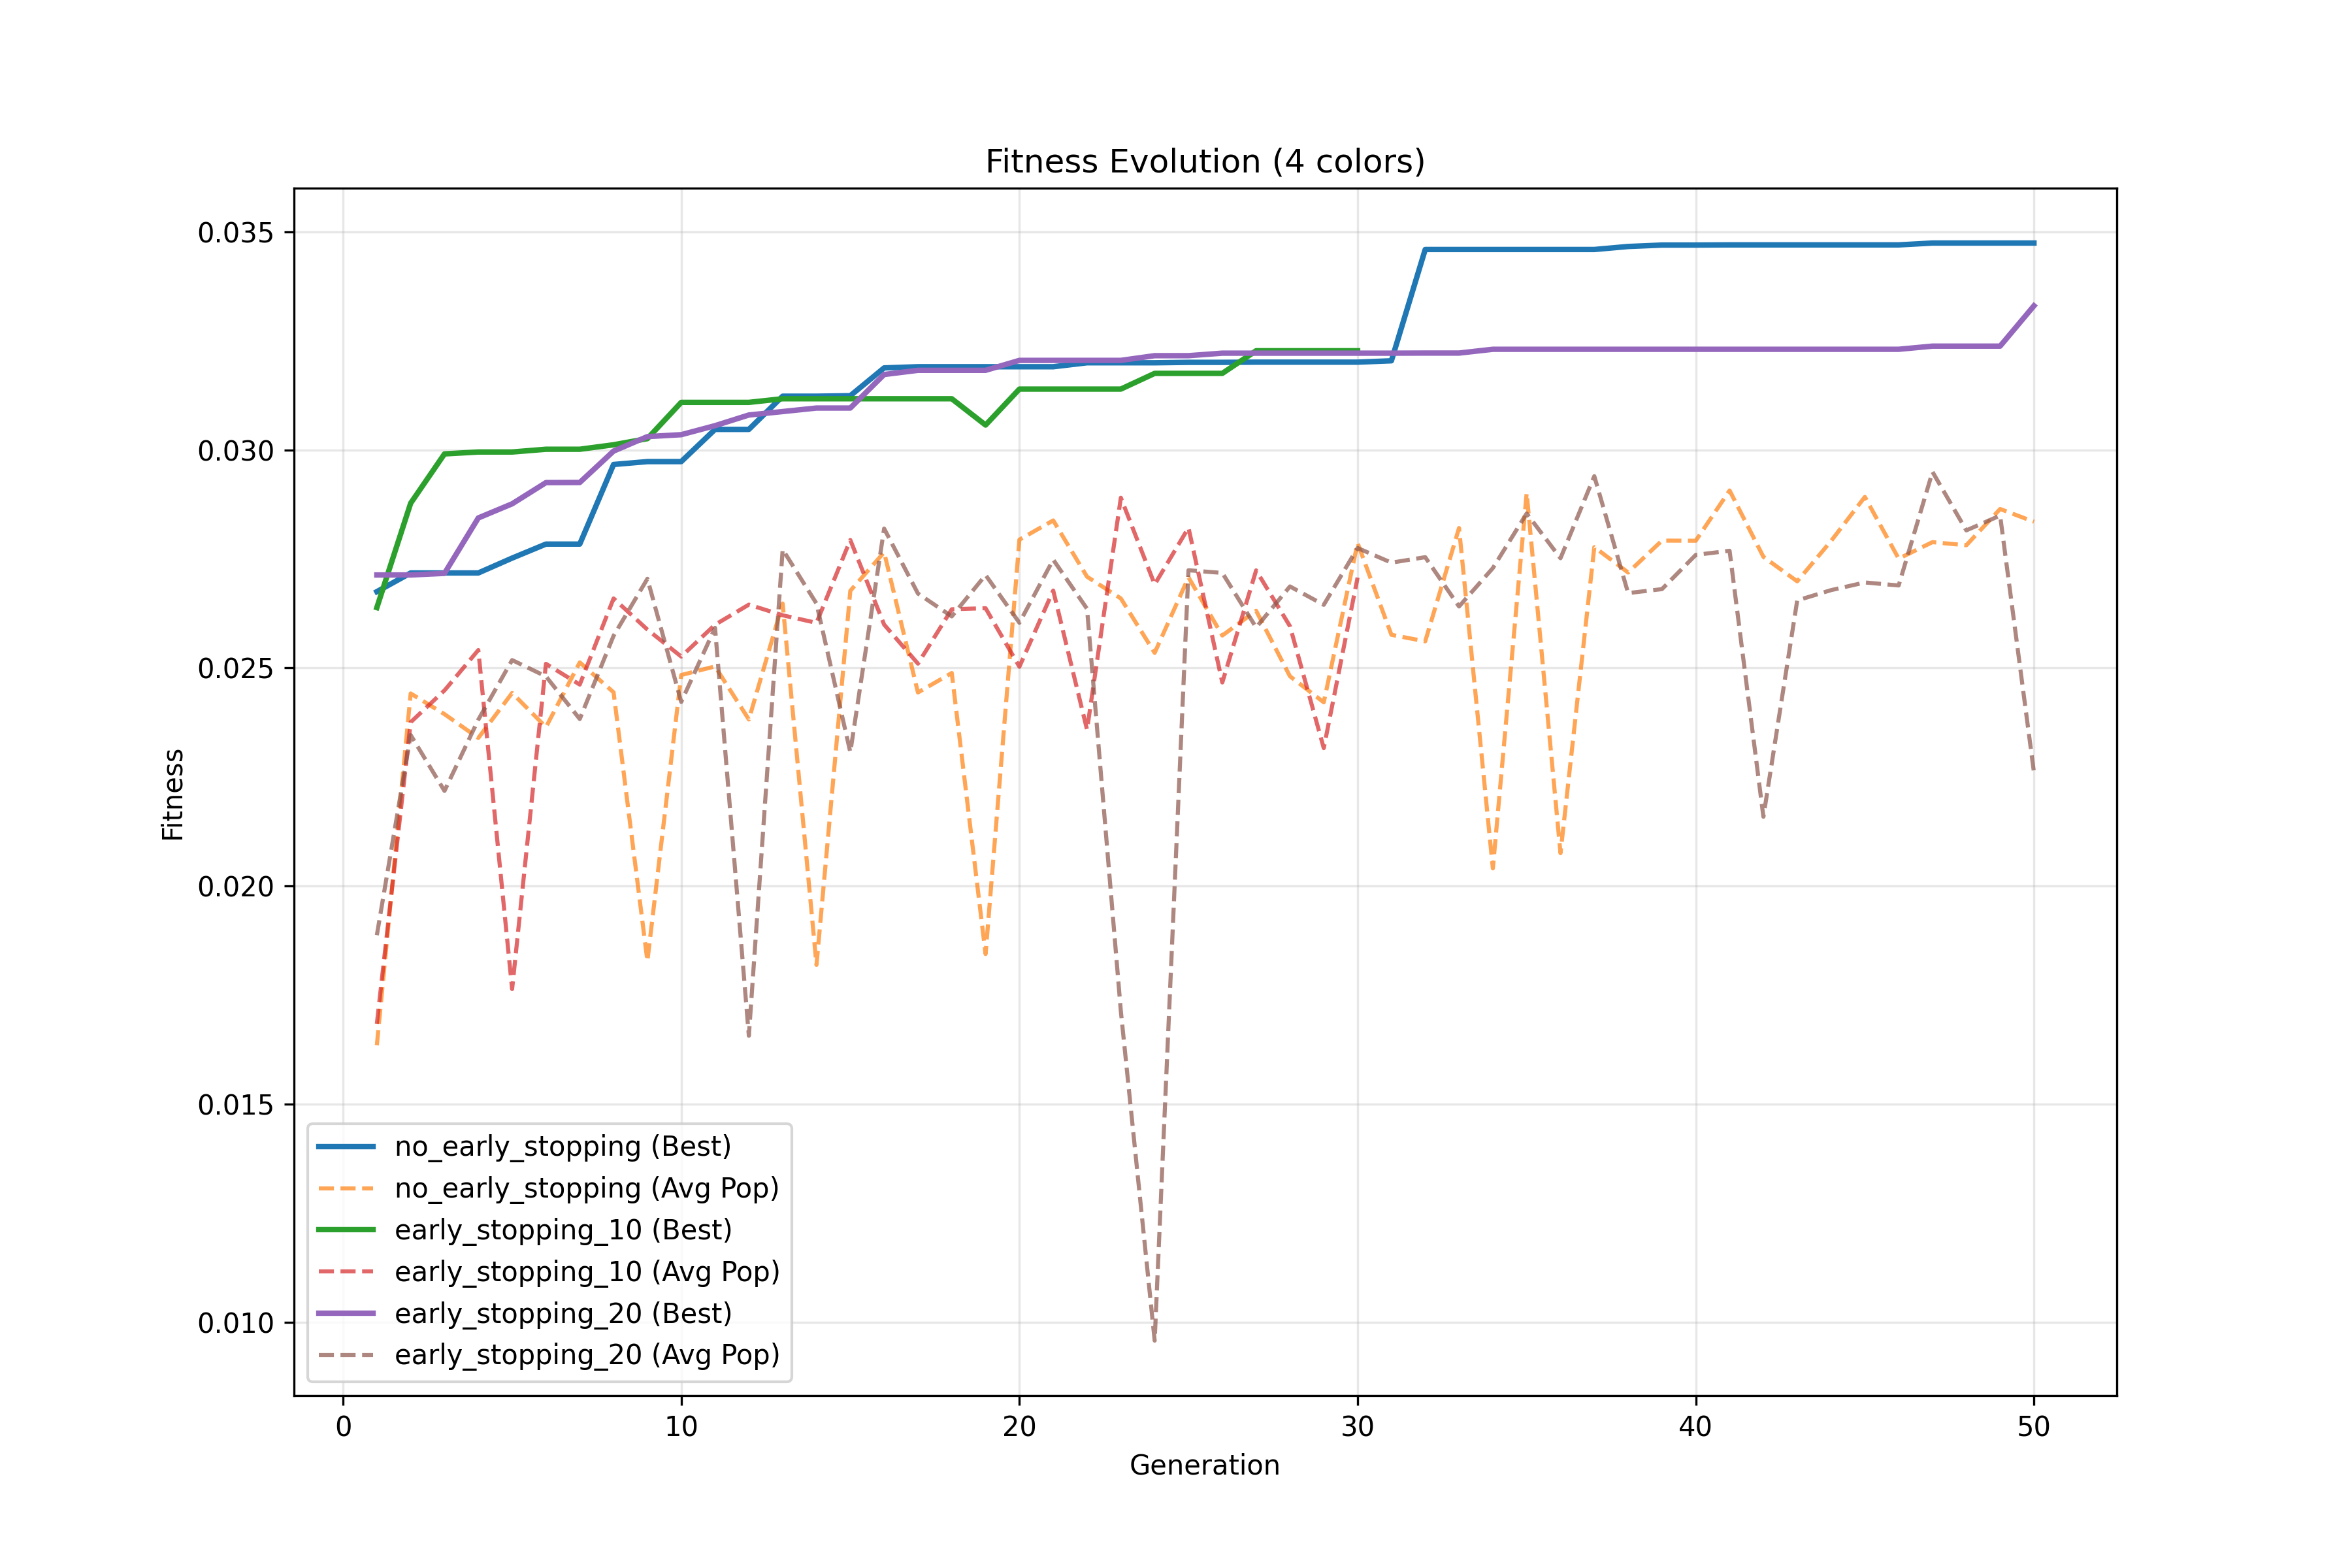 Fitness Evolution (4 colors)
0.035
0.030
0.025
0.020
0.015
0.010
Fitness
no_early_stopping (Best)
no_early_stopping (Avg Pop)
early_stopping_10 (Best)
early_stopping_10 (Avg Pop)
early_stopping_20 (Best)
early_stopping_20 (Avg Pop)
0 10 20 30 40 50
Generation